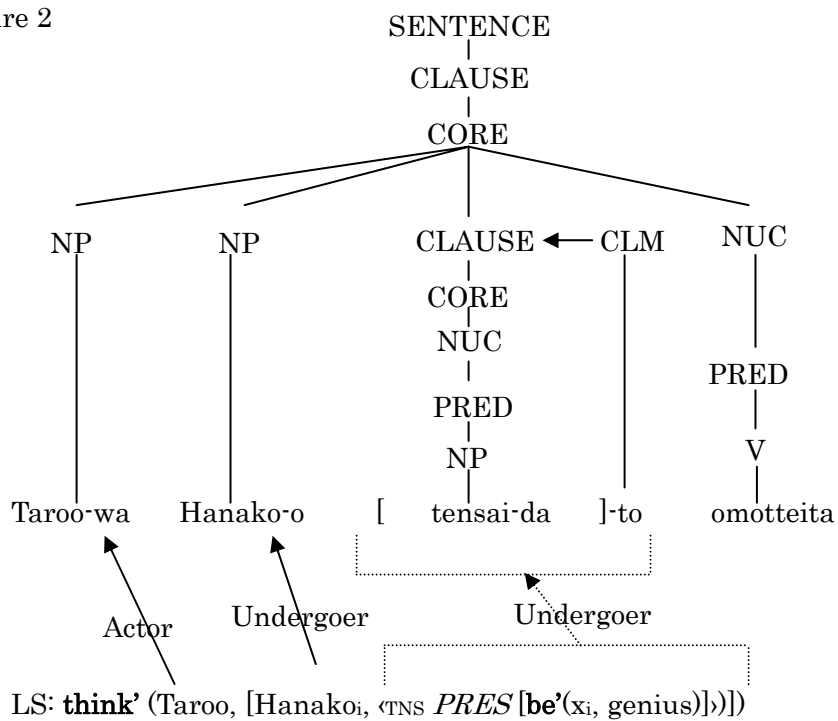 re 2
SENTENCE
CLAUSE
CORE
NP NP CLAUSE CLM NUC
CORE
NUC
PRED
PRED
NP
V
Taroo-wa Hanako-o [ tensai-da ]-to omotteita
Actor Undergoer Undergoer
LS: think’ (Taroo, [Hanakoᵢ, ‹TNS PRES [be’(xᵢ, genius)]›)])